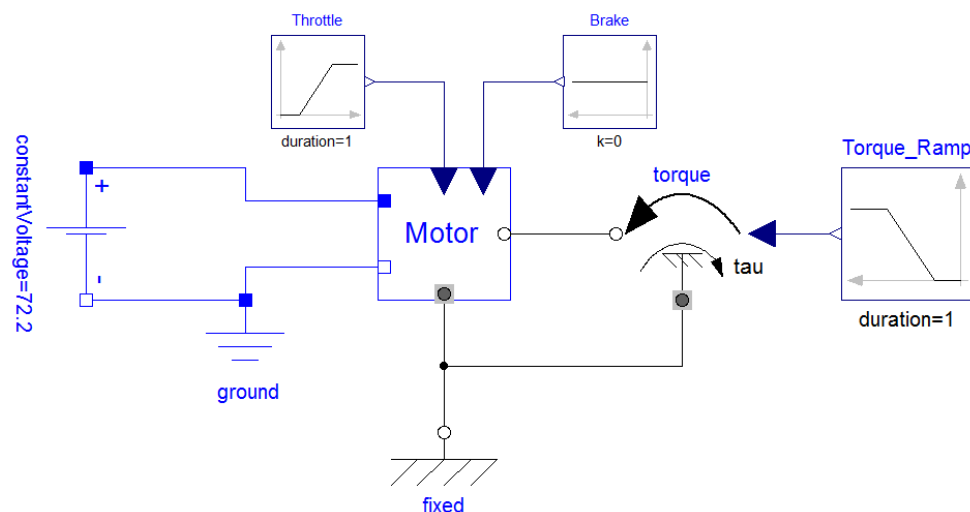 Throttle
Brake
duration=1
k=0
constantVoltage=72.2
+
-
Motor
torque
tau
Torque_Ramp
duration=1
ground
fixed